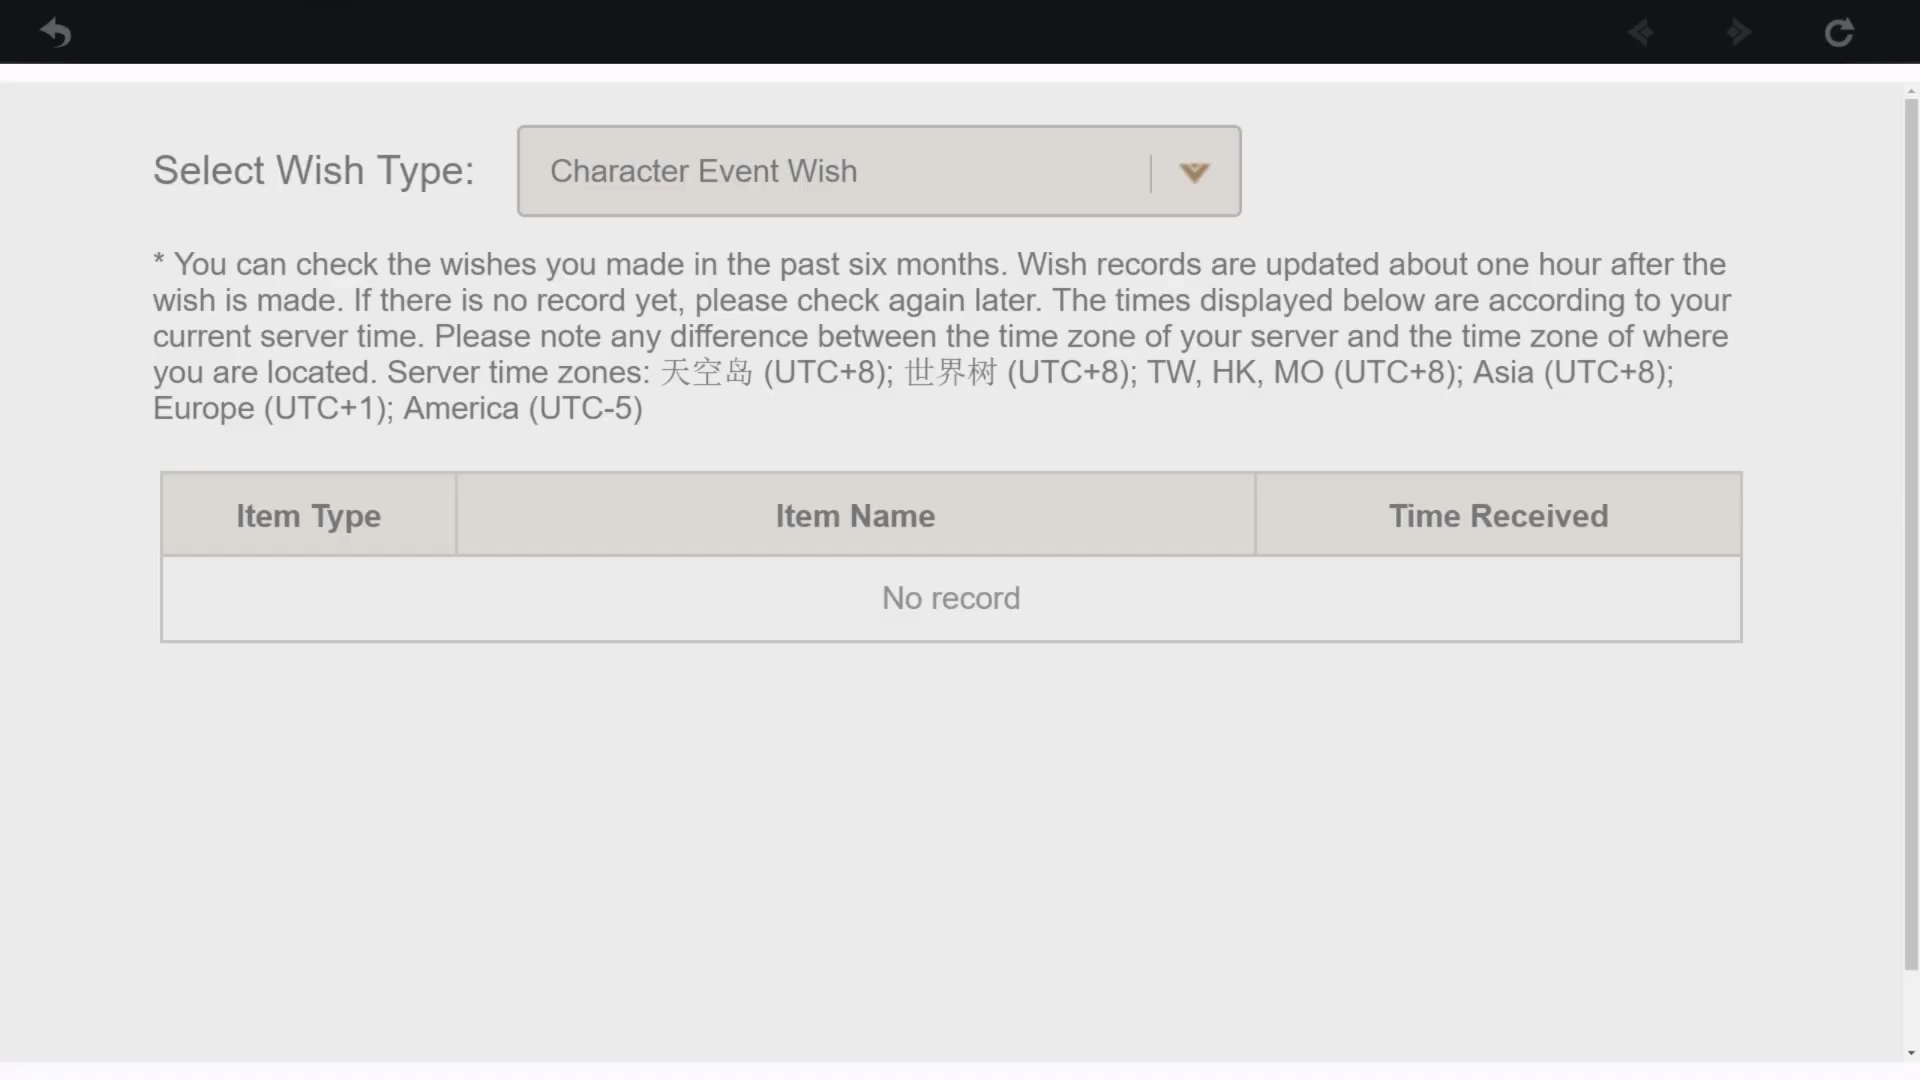 Select Wish Type:
Character Event Wish
* You can check the wishes you made in the past six months. Wish records are updated about one hour after the
wish is made. If there is no record yet, please check again later. The times displayed below are according to your
current server time. Please note any difference between the time zone of your server and the time zone of where
you are located. Server time zones: 天空岛 (UTC+8); 世界树 (UTC+8); TW, HK, MO (UTC+8); Asia (UTC+8);
Europe (UTC+1); America (UTC-5)
Item Type
Item Name
Time Received
No record